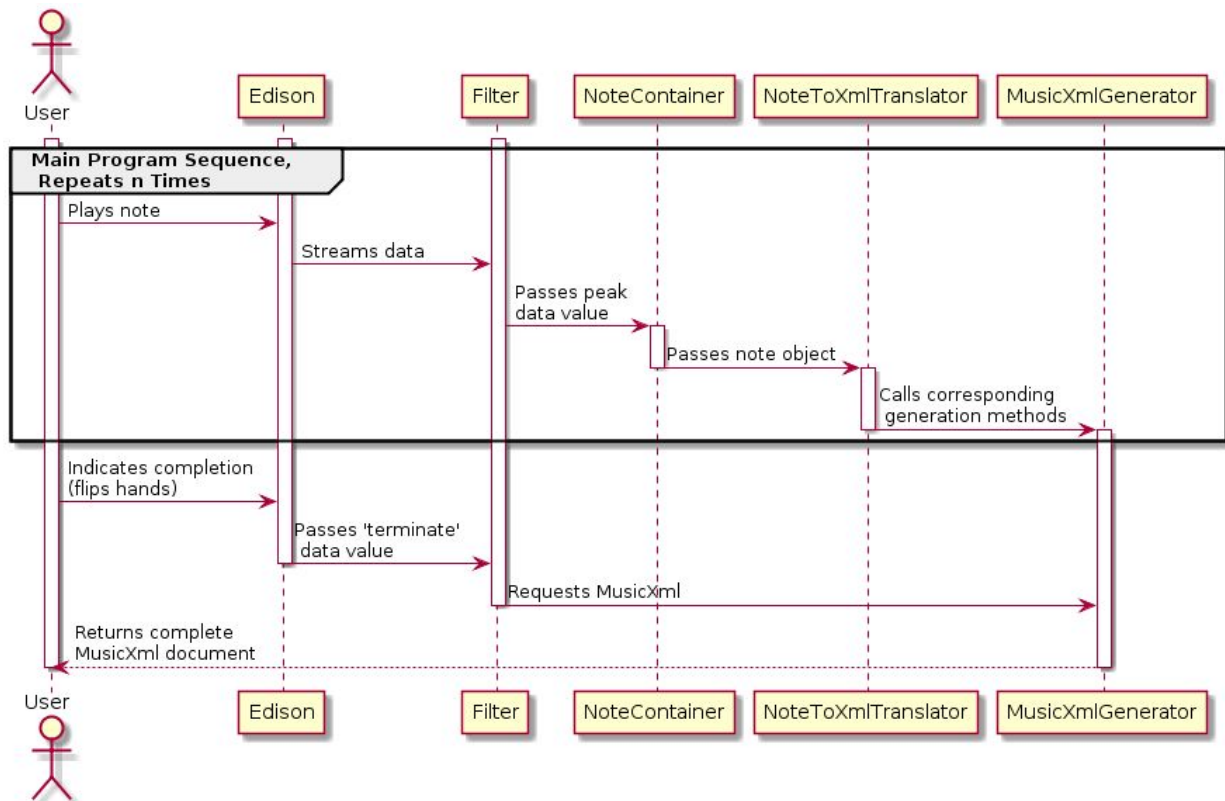 User
Edison
Filter
NoteContainer
NoteToXmlTranslator
MusicXmlGenerator
Main Program Sequence,
Repeats n Times
Plays note
Streams data
Passes peak
data value
Passes note object
Calls corresponding
generation methods
Indicates completion
(flips hands)
Passes 'terminate'
data value
Requests MusicXml
Returns complete
MusicXml document
User
Edison
Filter
NoteContainer
NoteToXmlTranslator
MusicXmlGenerator